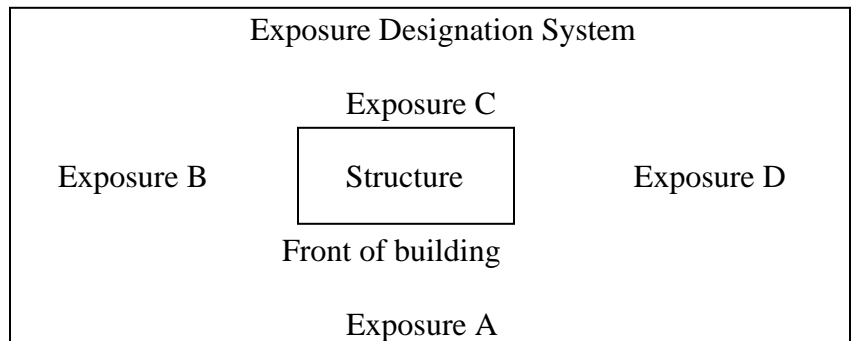 Exposure Designation System
Exposure C
Exposure B Structure Exposure D
Front of building
Exposure A